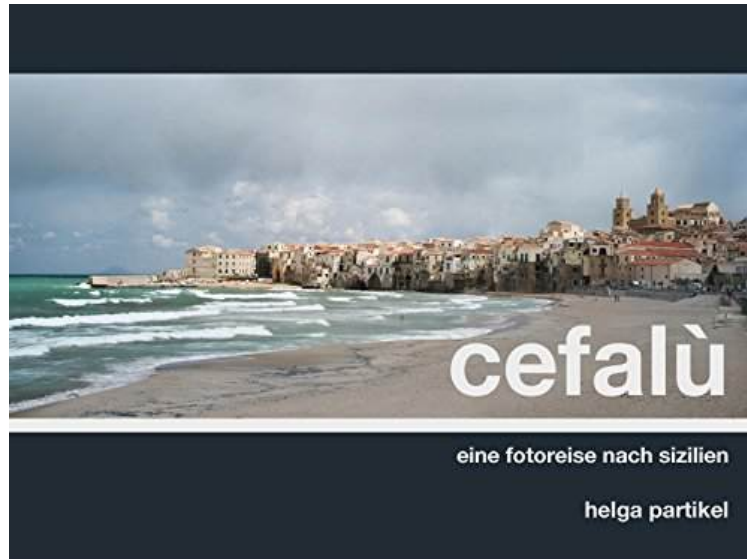 cefalù
eine fotoreise nach sizilien
helga partikel